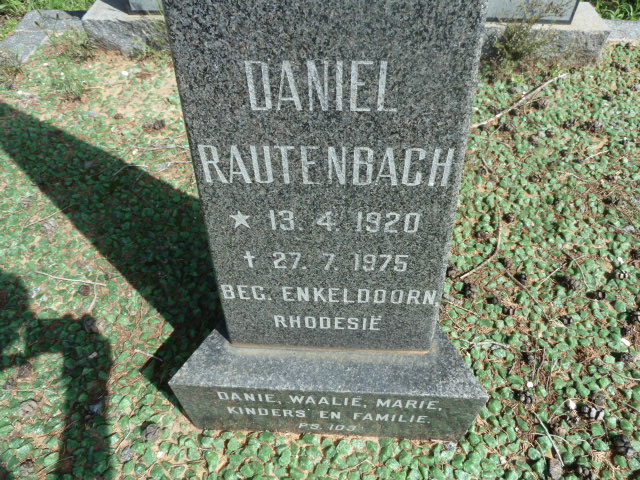 DANIEL
RAUTENBACH
★ 13. 4. 1920
✝ 27. 7. 1975
BEG. ENKELDOORN
RHODESIË
DANIE, WAALIE, MARIE,
KINDERS EN FAMILIE.
PS. 103